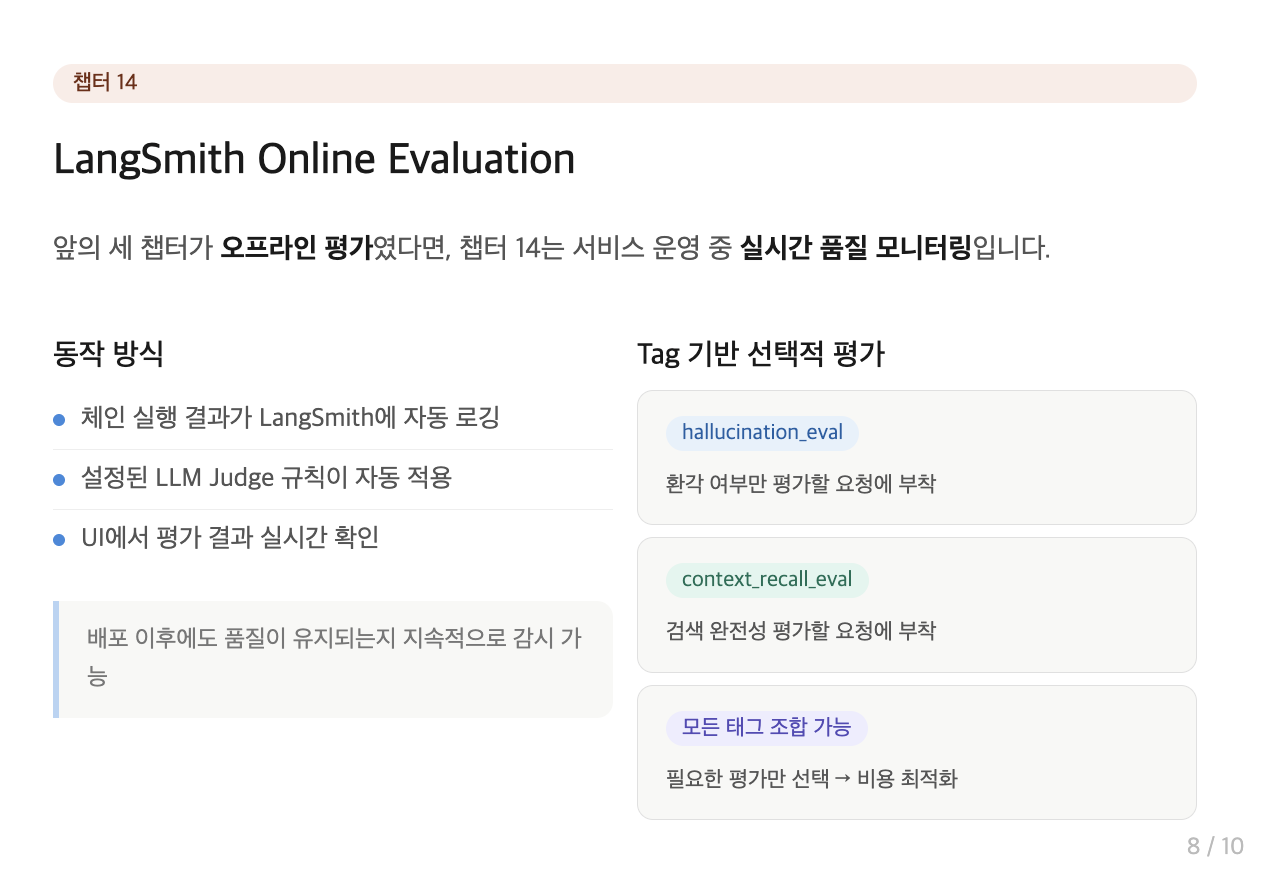 챕터 14
LangSmith Online Evaluation
앞의 세 챕터가 오프라인 평가였다면, 챕터 14는 서비스 운영 중 실시간 품질 모니터링입니다.
동작 방식
체인 실행 결과가 LangSmith에 자동 로깅
설정된 LLM Judge 규칙이 자동 적용
UI에서 평가 결과 실시간 확인
배포 이후에도 품질이 유지되는지 지속적으로 감시 가
능
Tag 기반 선택적 평가
hallucination_eval
환각 여부만 평가할 요청에 부착
context_recall_eval
검색 완전성 평가할 요청에 부착
모든 태그 조합 가능
필요한 평가만 선택 → 비용 최적화
8 / 10